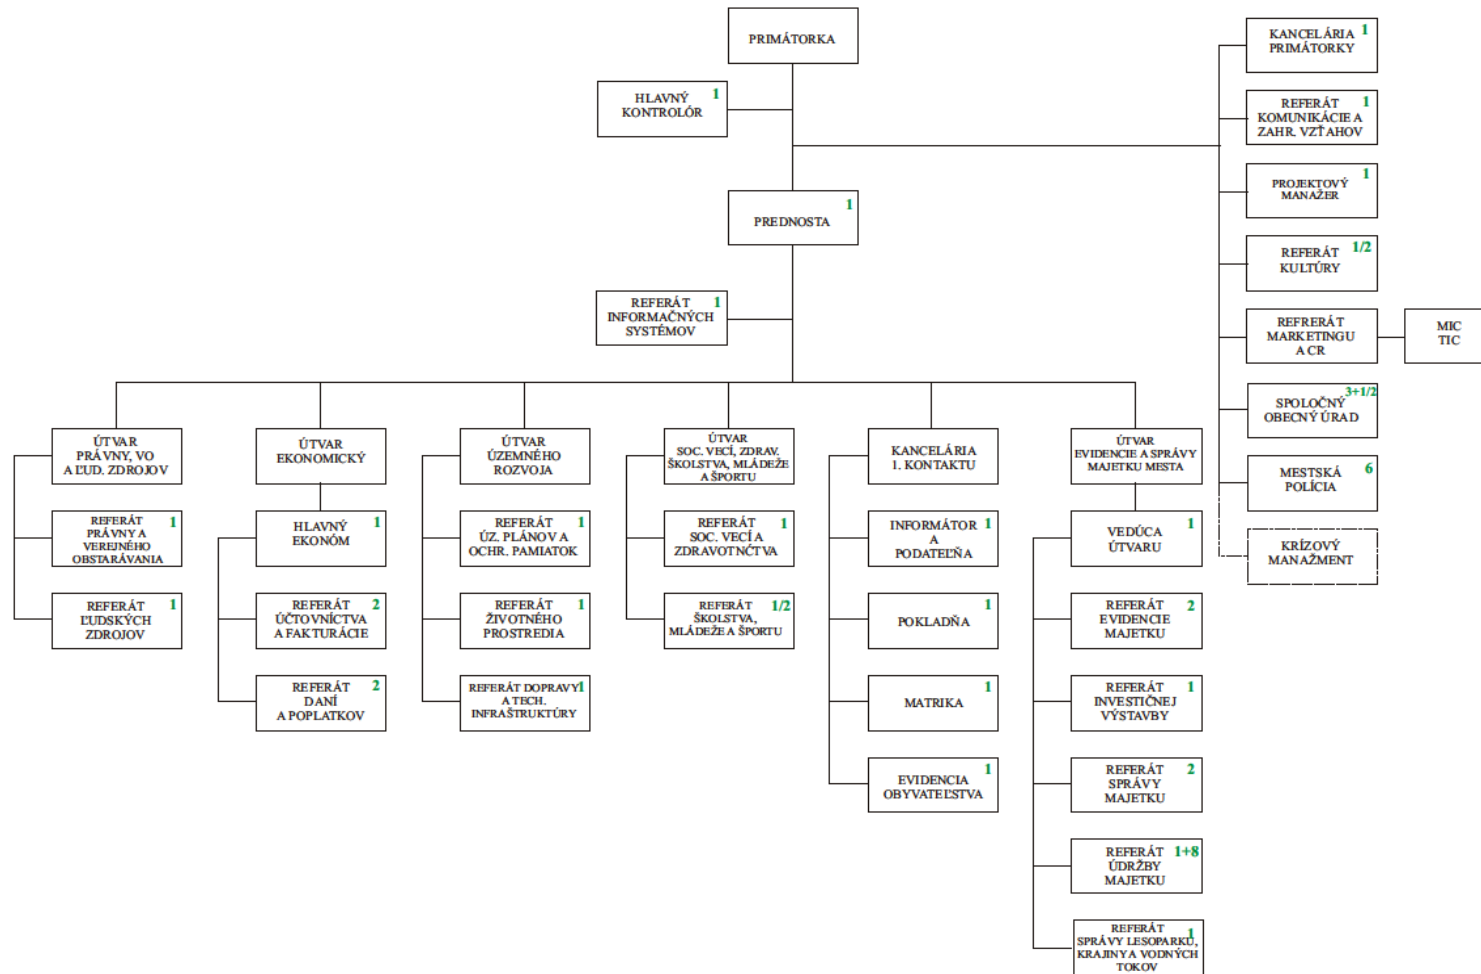 PRIMÁTORKA
HLAVNÝ 1
KONTROLÓR
PREDNOSTA 1
REFERÁT 1
INFORMAČNÝCH
SYSTÉMOV
KANCELÁRIA 1
PRIMÁTORKY
REFERÁT 1
KOMUNIKÁCIE A
ZAHR. VZŤAHOV
PROJEKTOVÝ 1
MANAŽER
REFERÁT 1/2
KULTÚRY
REFRERÁT
MARKETINGU
A CR
MIC
TIC
SPOLOČNÝ 3+1/2
OBECNÝ ÚRAD
MESTSKÁ 6
POLÍCIA
KRÍZOVÝ
MANAŽMENT
ÚTVAR
PRÁVNY, VO
A ĽUD. ZDROJOV
REFERÁT 1
PRÁVNY A
VEREJNÉHO
OBSTARÁVANIA
REFERÁT 1
ĽUDSKÝCH
ZDROJOV
ÚTVAR
EKONOMICKÝ
HLAVNÝ 1
EKONÓM
REFERÁT 2
ÚČTOVNÍCTVA
A FAKTURÁCIE
REFERÁT 2
DANÍ
A POPLATKOV
ÚTVAR
ÚZEMNÉHO
ROZVOJA
REFERÁT 1
ÚZ. PLÁNOV A
OCHR. PAMIATOK
REFERÁT 1
ŽIVOTNÉHO
PROSTREDIA
REFERÁT DOPRAVY 1
A TECH.
INFRAŠTRUKTÚRY
ÚTVAR
SOC. VECÍ, ZDRAV.
ŠKOLSTVA, MLÁDEŽE
A ŠPORTU
REFERÁT 1
SOC. VECÍ A
ZDRAVOTNĆTVA
REFERÁT 1/2
ŠKOLSTVA,
MLÁDEŽE A ŠPORTU
KANCELÁRIA
1. KONTAKTU
INFORMÁTOR 1
A
PODATEĽŇA
POKLADŇA 1
MATRIKA 1
EVIDENCIA 1
OBYVATEĽSTVA
ÚTVAR
EVIDENCIE A SPRÁVY
MAJETKU MESTA
VEDÚCA 1
ÚTVARU
REFERÁT 2
EVIDENCIE
MAJETKU
REFERÁT 1
INVESTIČNEJ
VÝSTAVBY
REFERÁT 2
SPRÁVY
MAJETKU
REFERÁT 1+8
ÚDRŽBY
MAJETKU
REFERÁT 1
SPRÁVY LESOPARKU,
KRAJINY A VODNÝCH
TOKOV